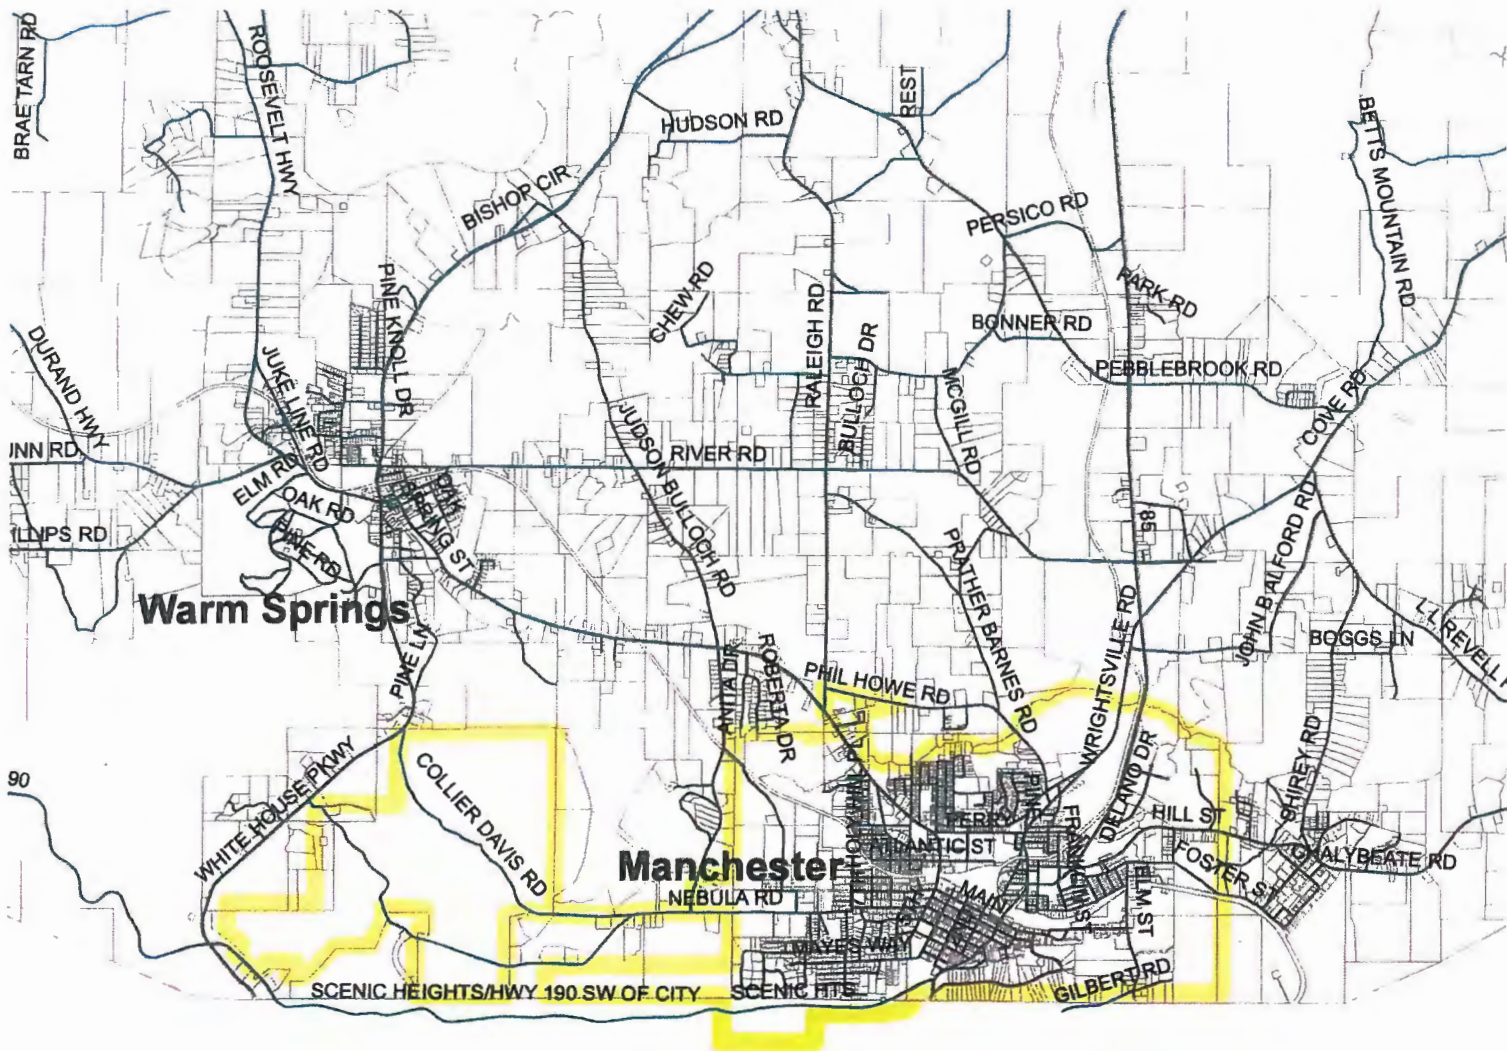 BRAE TARN RD
ROOSEVELT HWY
HUDSON RD
REST
BETTS MOUNTAIN RD
BISHOP CIR
PERSICO RD
PINE KNOLL DR
CHEW RD
PARK RD
RALEIGH RD
BONNER RD
DURAND HWY
JUKE LINE RD
BULLOCH DR
PEBBLEBROOK RD
MCGILL RD
COVE RD
JUDSON BULLOCH RD
UNN RD
ELM RD
RIVER RD
OAK
OAK RD
SPRING ST
85
ILLIPS RD
PINE RD
PRATHER BARNES RD
JOHN B ALFORD RD
Warm Springs
WRIGHTSVILLE RD
L L REVELL
BOGGS LN
PINE LN
ANITA DR
ROBERTA DR
PHIL HOWE RD
SHIREY RD
WHITE HOUSE PKWY
COLLIER DAVIS RD
90
PINE
DELANO DR
HILL ST
PERRY
FRANKLIN ST
ATLANTIC ST
FOSTER ST
CHALYBEATE RD
Manchester
NEBULA RD
MAIN
ELM ST
MAYES WAY
SCENIC HEIGHTS/HWY 190 SW OF CITY
SCENIC HTS
GILBERT RD